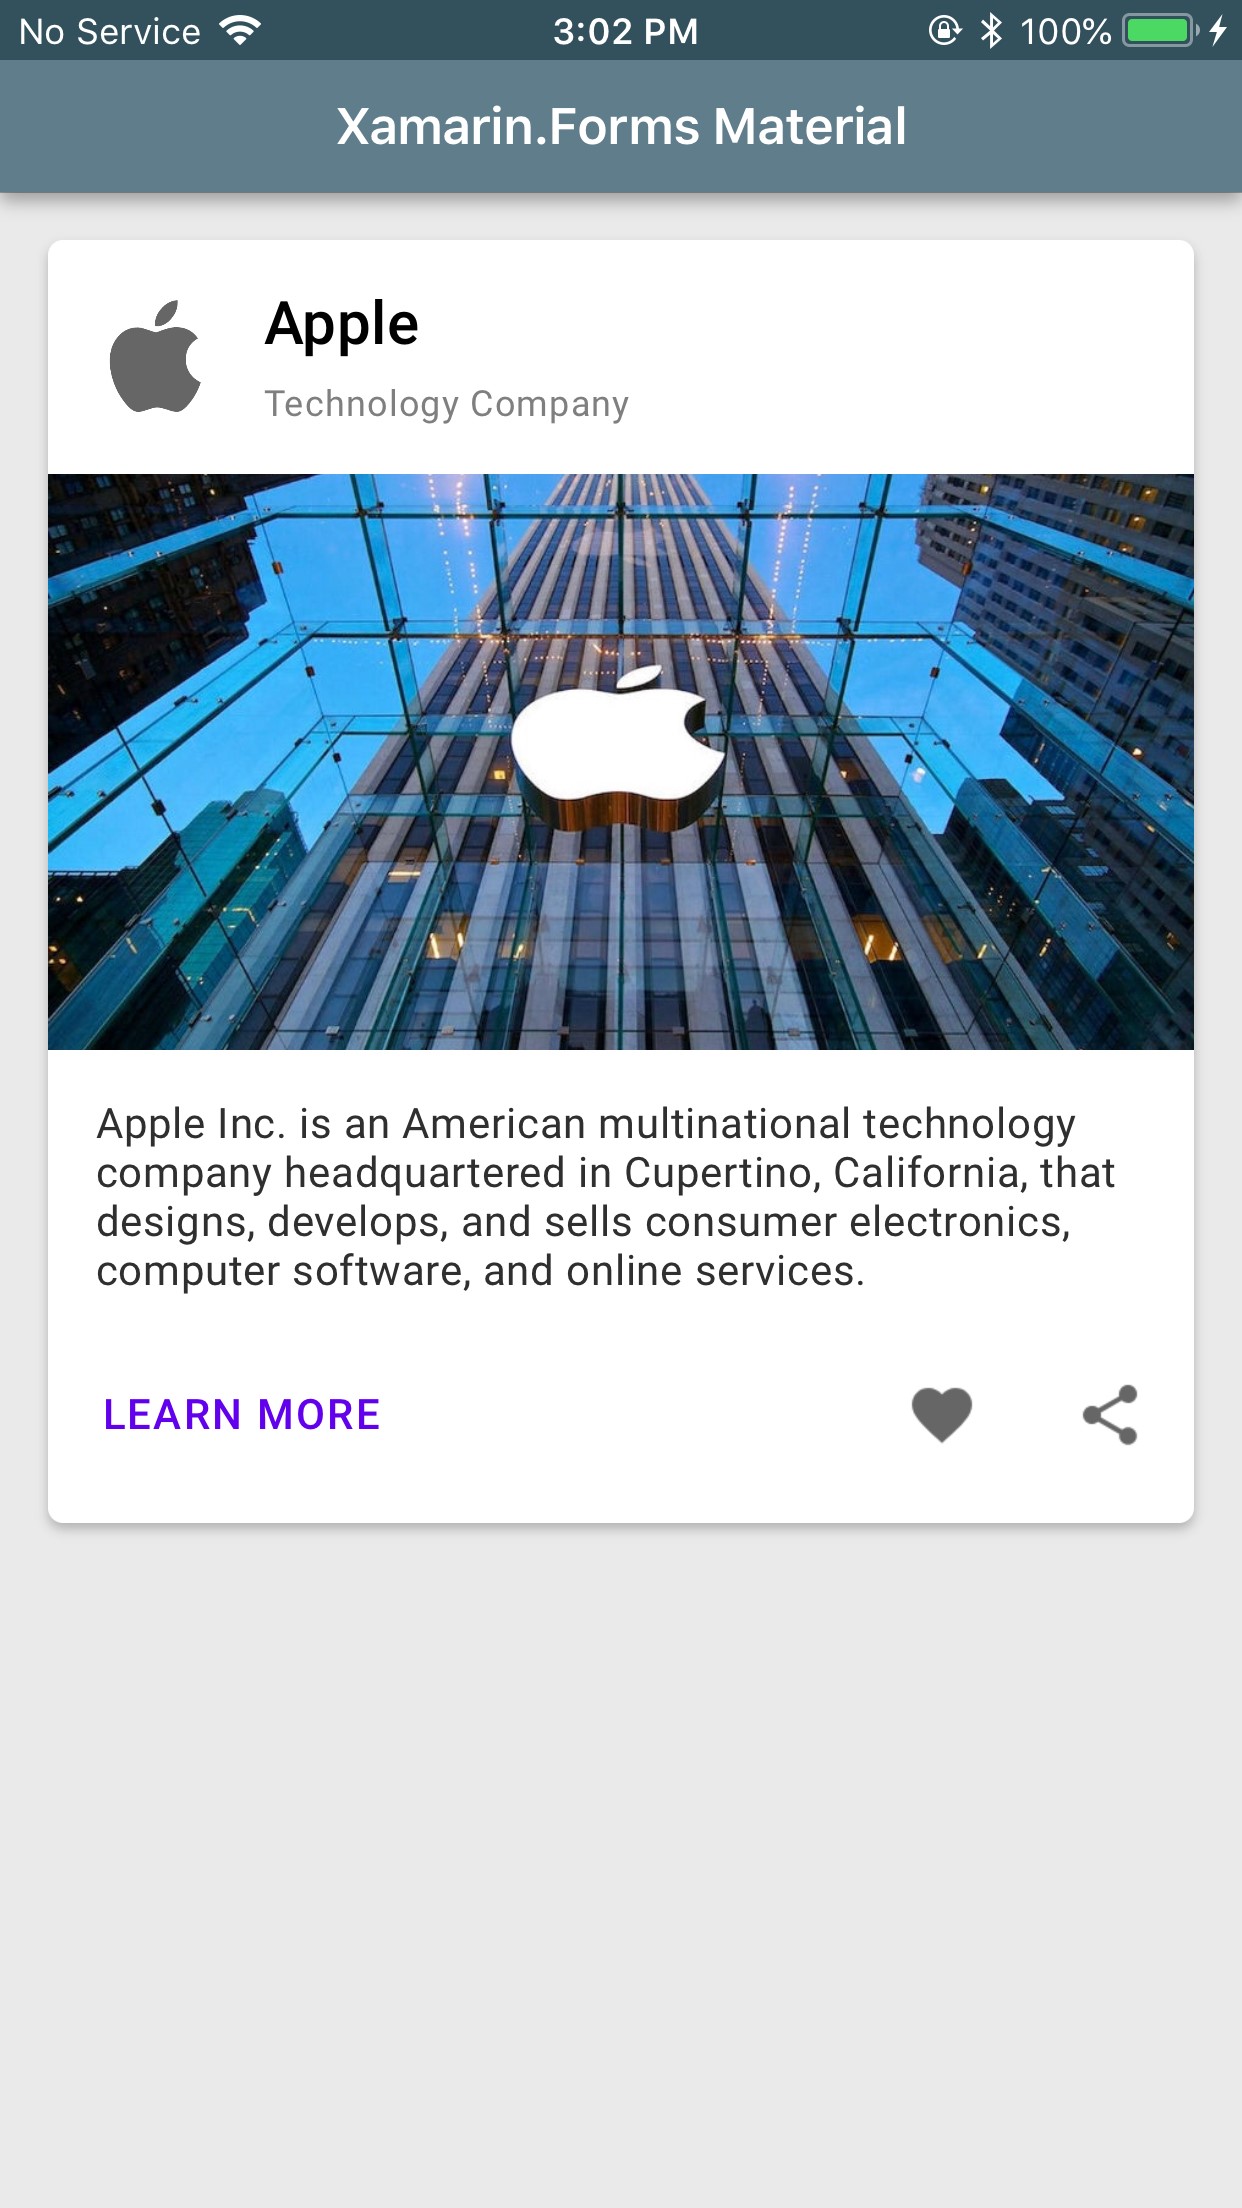 No Service 3:02 PM 100%
Xamarin.Forms Material
Apple
Technology Company
Apple Inc. is an American multinational technology
company headquartered in Cupertino, California, that
designs, develops, and sells consumer electronics,
computer software, and online services.
LEARN MORE